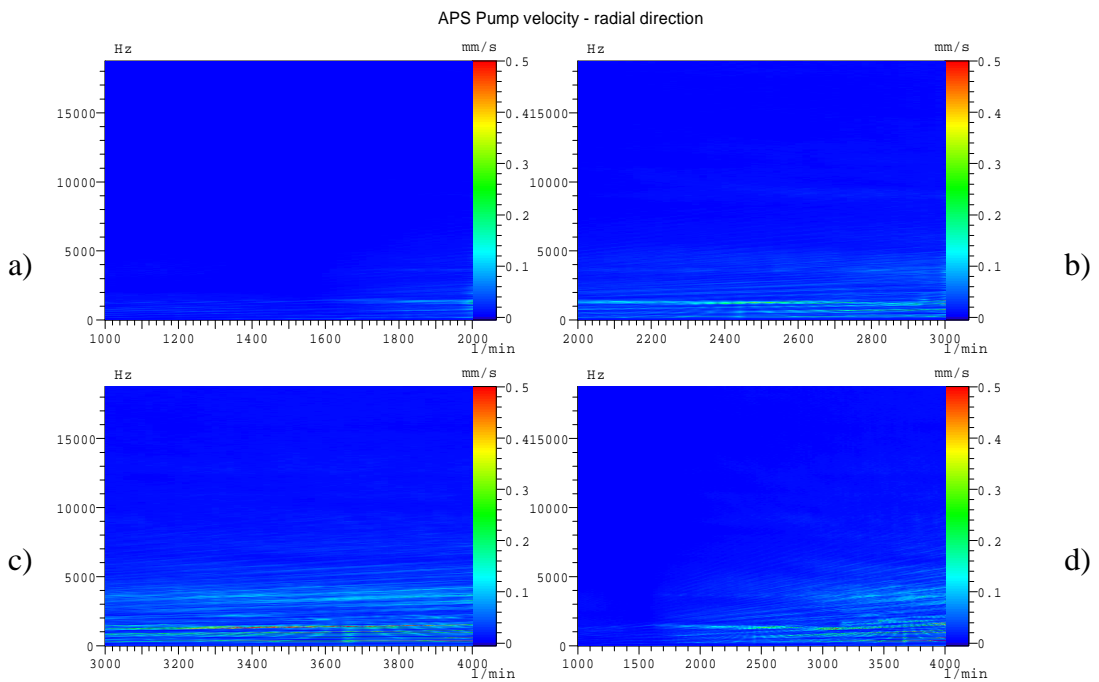 APS Pump velocity - radial direction
Hz mm/s Hz mm/s
0.5 0.5
15000 0.4 15000 0.4
0.3 0.3
10000 10000
0.2 0.2
a) 5000 0.1 5000 0.1 b)
0 0 0 0
1000 1200 1400 1600 1800 2000 2000 2200 2400 2600 2800 3000
1/min 1/min
Hz mm/s Hz mm/s
0.5 0.5
15000 0.4 15000 0.4
0.3 0.3
10000 10000
0.2 0.2
c) 5000 5000 d)
0.1 0.1
0 0 0 0
3000 3200 3400 3600 3800 4000 1000 1500 2000 2500 3000 3500 4000
1/min 1/min